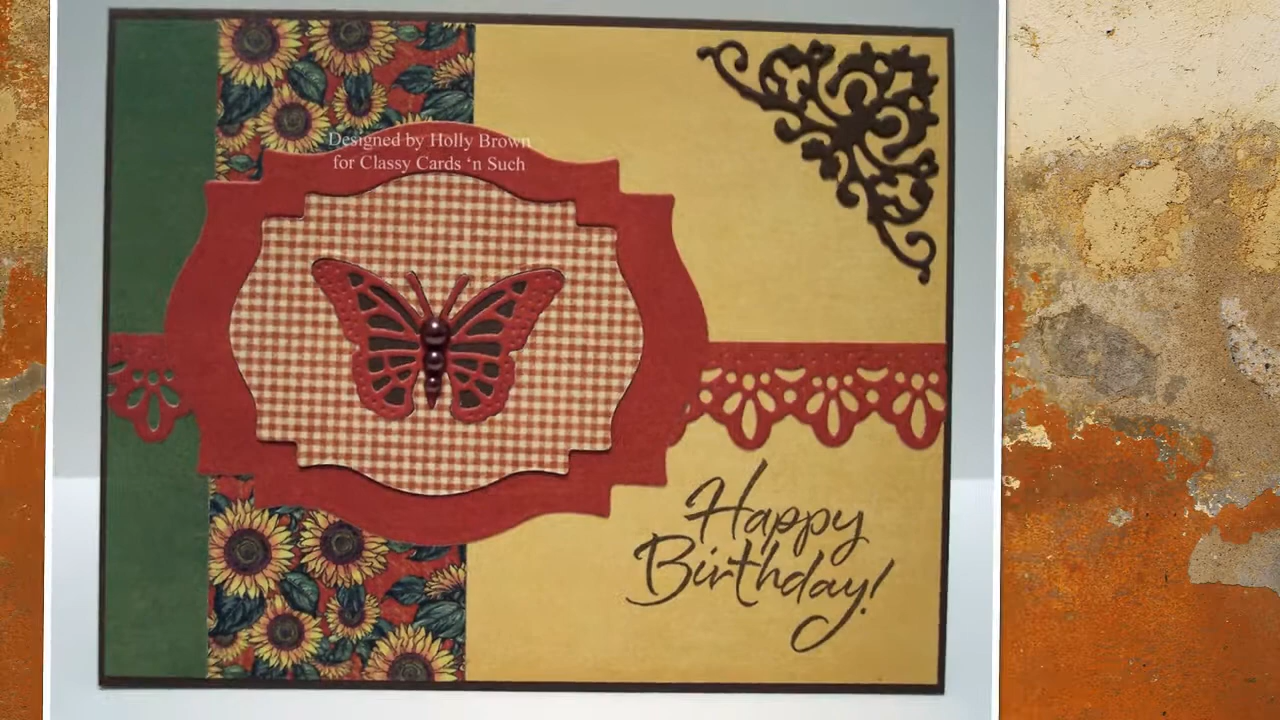 Designed by Holly Brown
for Classy Cards ‘n Such
Happy
Birthday!